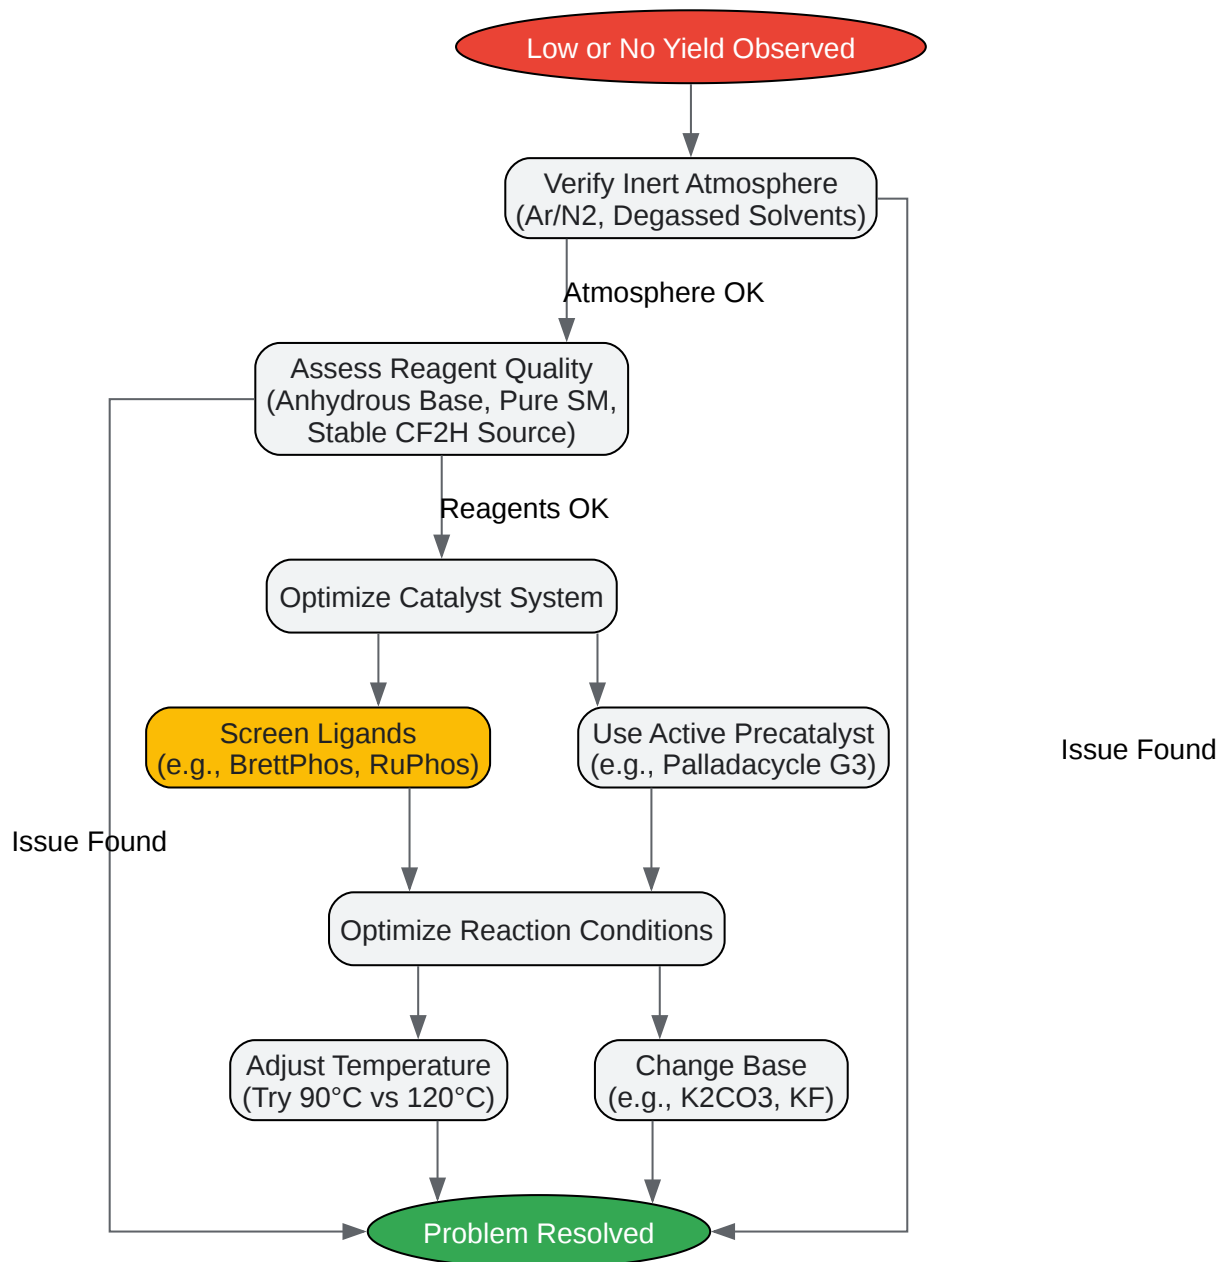 Low or No Yield Observed
Verify Inert Atmosphere
(Ar/N2, Degassed Solvents)
Atmosphere OK
Assess Reagent Quality
(Anhydrous Base, Pure SM,
Stable CF2H Source)
Reagents OK
Optimize Catalyst System
Screen Ligands
(e.g., BrettPhos, RuPhos)
Use Active Precatalyst
(e.g., Palladacycle G3)
Issue Found
Issue Found
Optimize Reaction Conditions
Adjust Temperature
(Try 90°C vs 120°C)
Change Base
(e.g., K2CO3, KF)
Problem Resolved